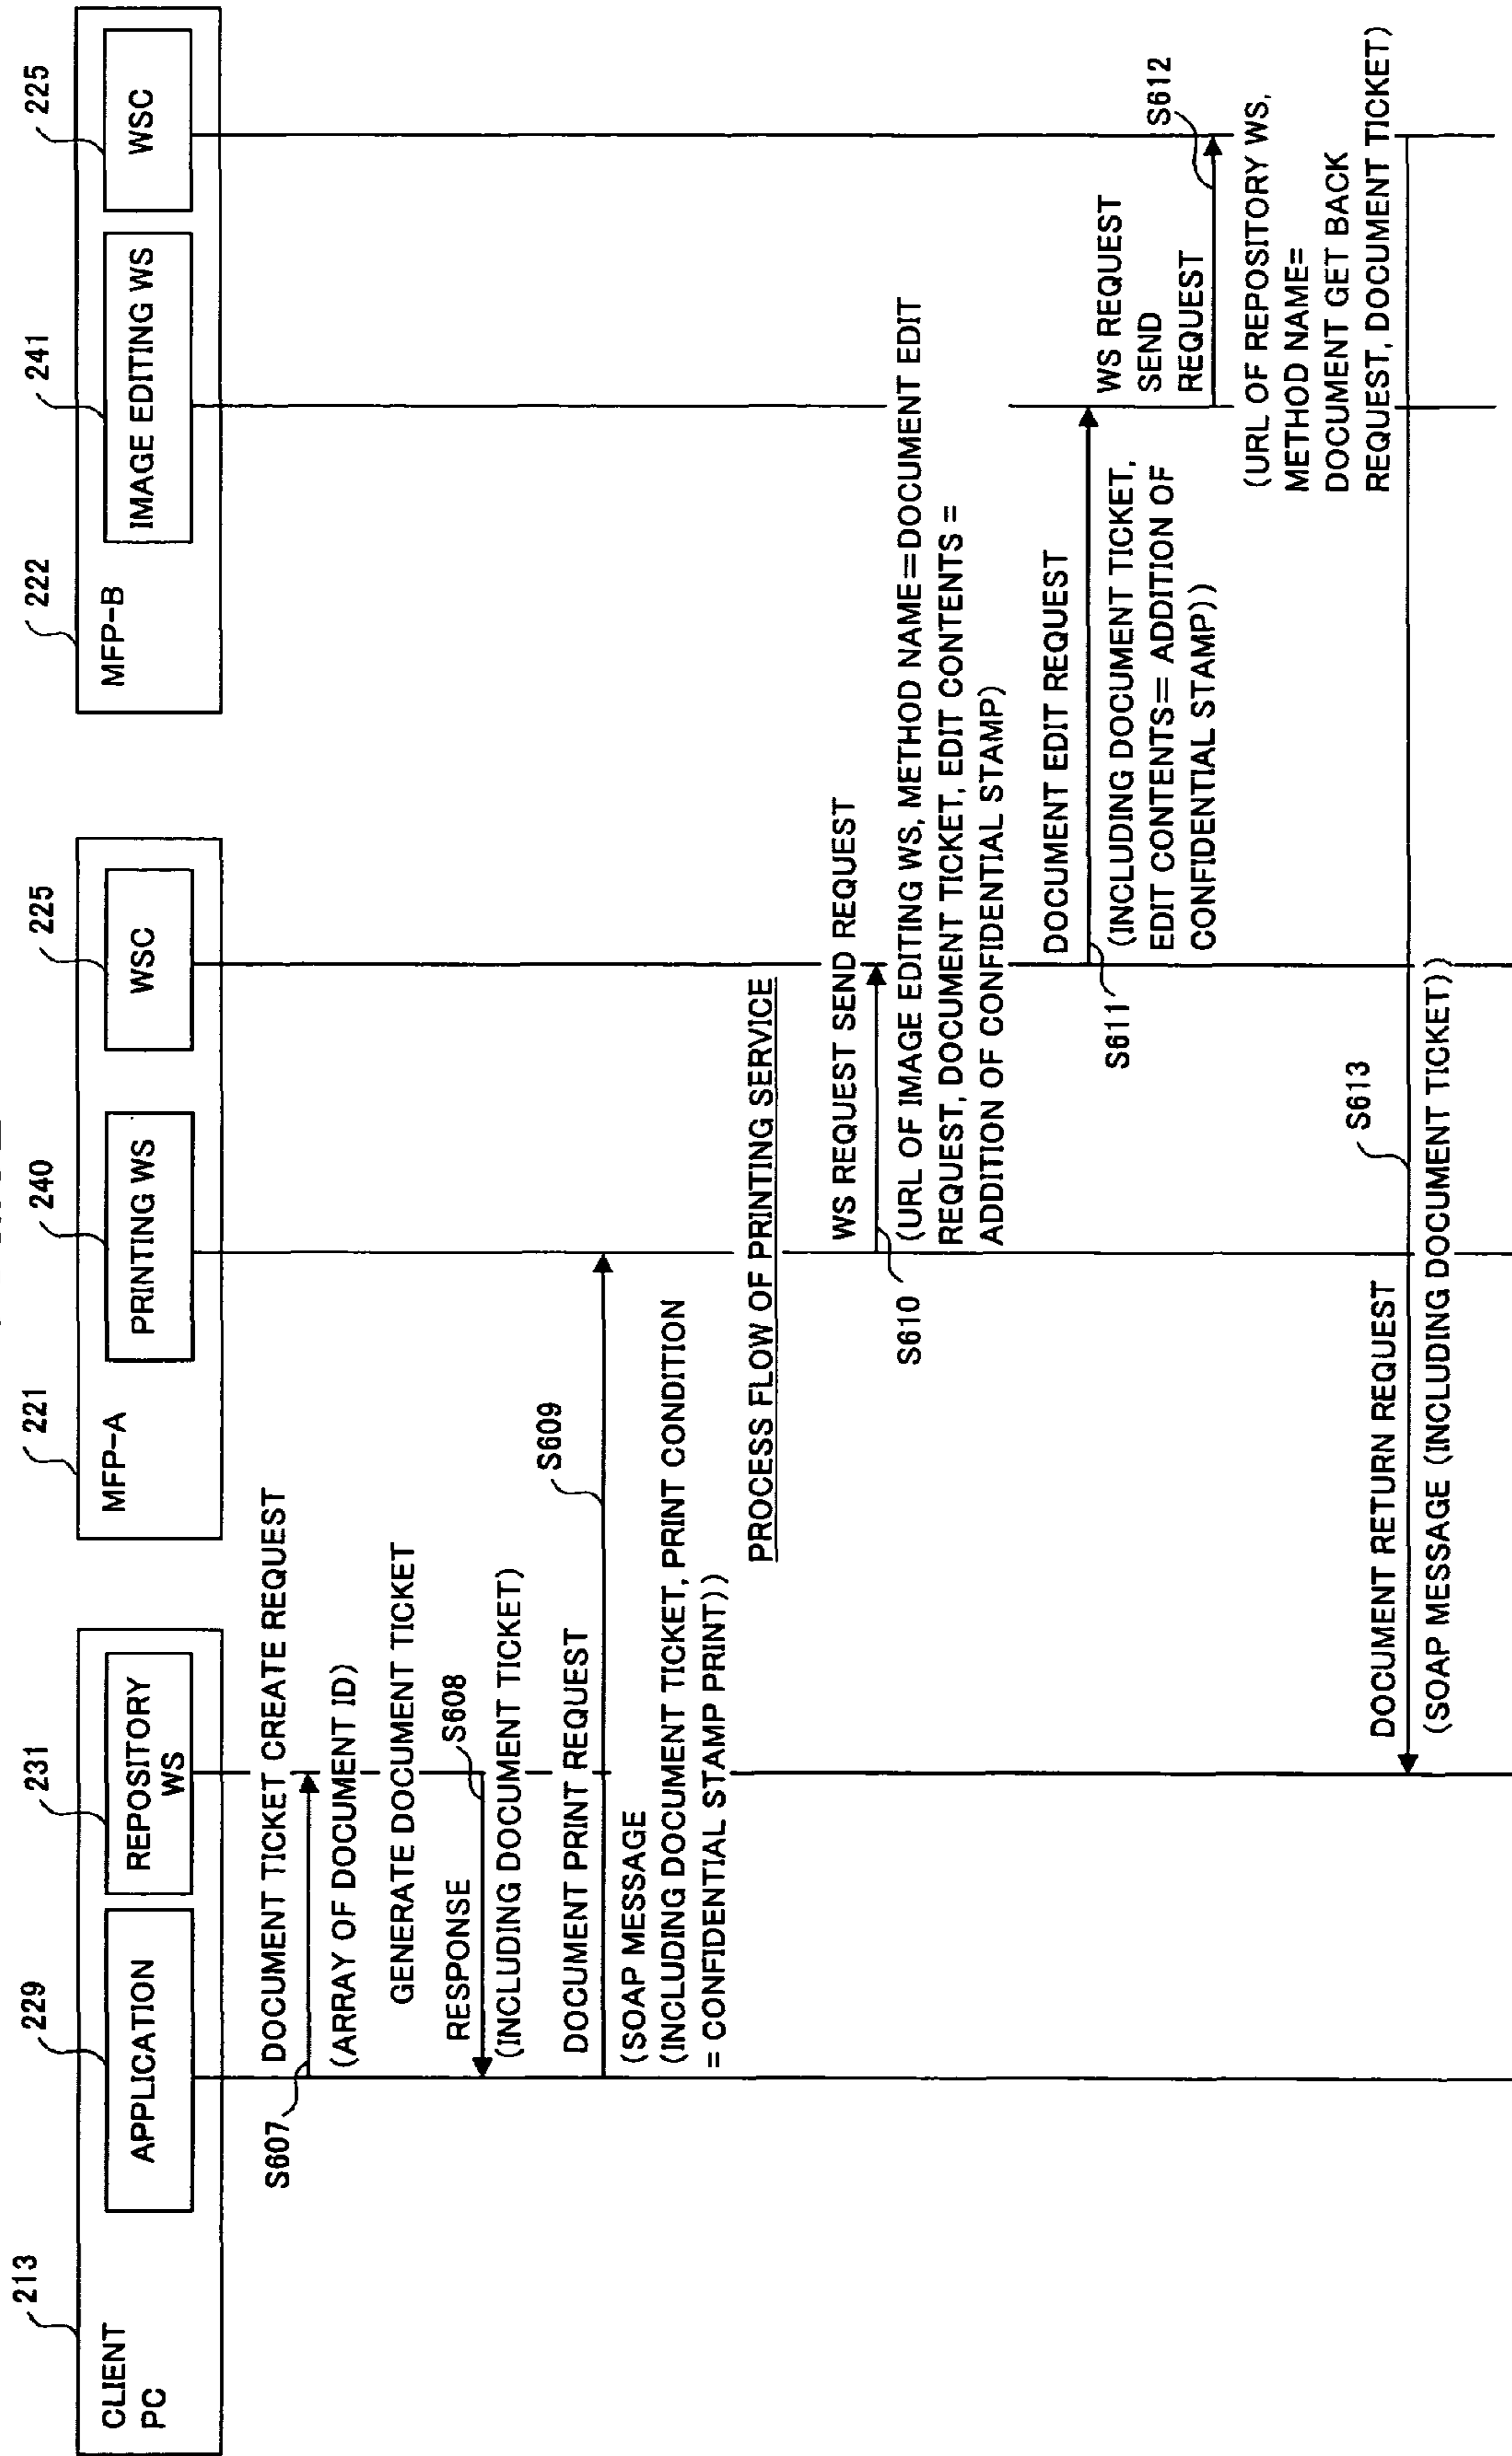 213
CLIENT
PC
229
APPLICATION
231
REPOSITORY
WS
221
MFP-A
240
PRINTING WS
225
WSC
222
MFP-B
241
IMAGE EDITING WS
225
WSC
S607
DOCUMENT TICKET CREATE REQUEST
(ARRAY OF DOCUMENT ID)
GENERATE DOCUMENT TICKET
RESPONSE
S608
(INCLUDING DOCUMENT TICKET)
DOCUMENT PRINT REQUEST
S609
(SOAP MESSAGE
(INCLUDING DOCUMENT TICKET, PRINT CONDITION
= CONFIDENTIAL STAMP PRINT))
PROCESS FLOW OF PRINTING SERVICE
WS REQUEST SEND REQUEST
S610
(URL OF IMAGE EDITING WS, METHOD NAME=DOCUMENT EDIT
REQUEST, DOCUMENT TICKET, EDIT CONTENTS =
ADDITION OF CONFIDENTIAL STAMP)
DOCUMENT EDIT REQUEST
S611
(INCLUDING DOCUMENT TICKET,
EDIT CONTENTS= ADDITION OF
CONFIDENTIAL STAMP))
WS REQUEST
SEND
REQUEST
S612
(URL OF REPOSITORY WS,
METHOD NAME=
DOCUMENT GET BACK
REQUEST, DOCUMENT TICKET)
DOCUMENT RETURN REQUEST
S613
(SOAP MESSAGE (INCLUDING DOCUMENT TICKET))